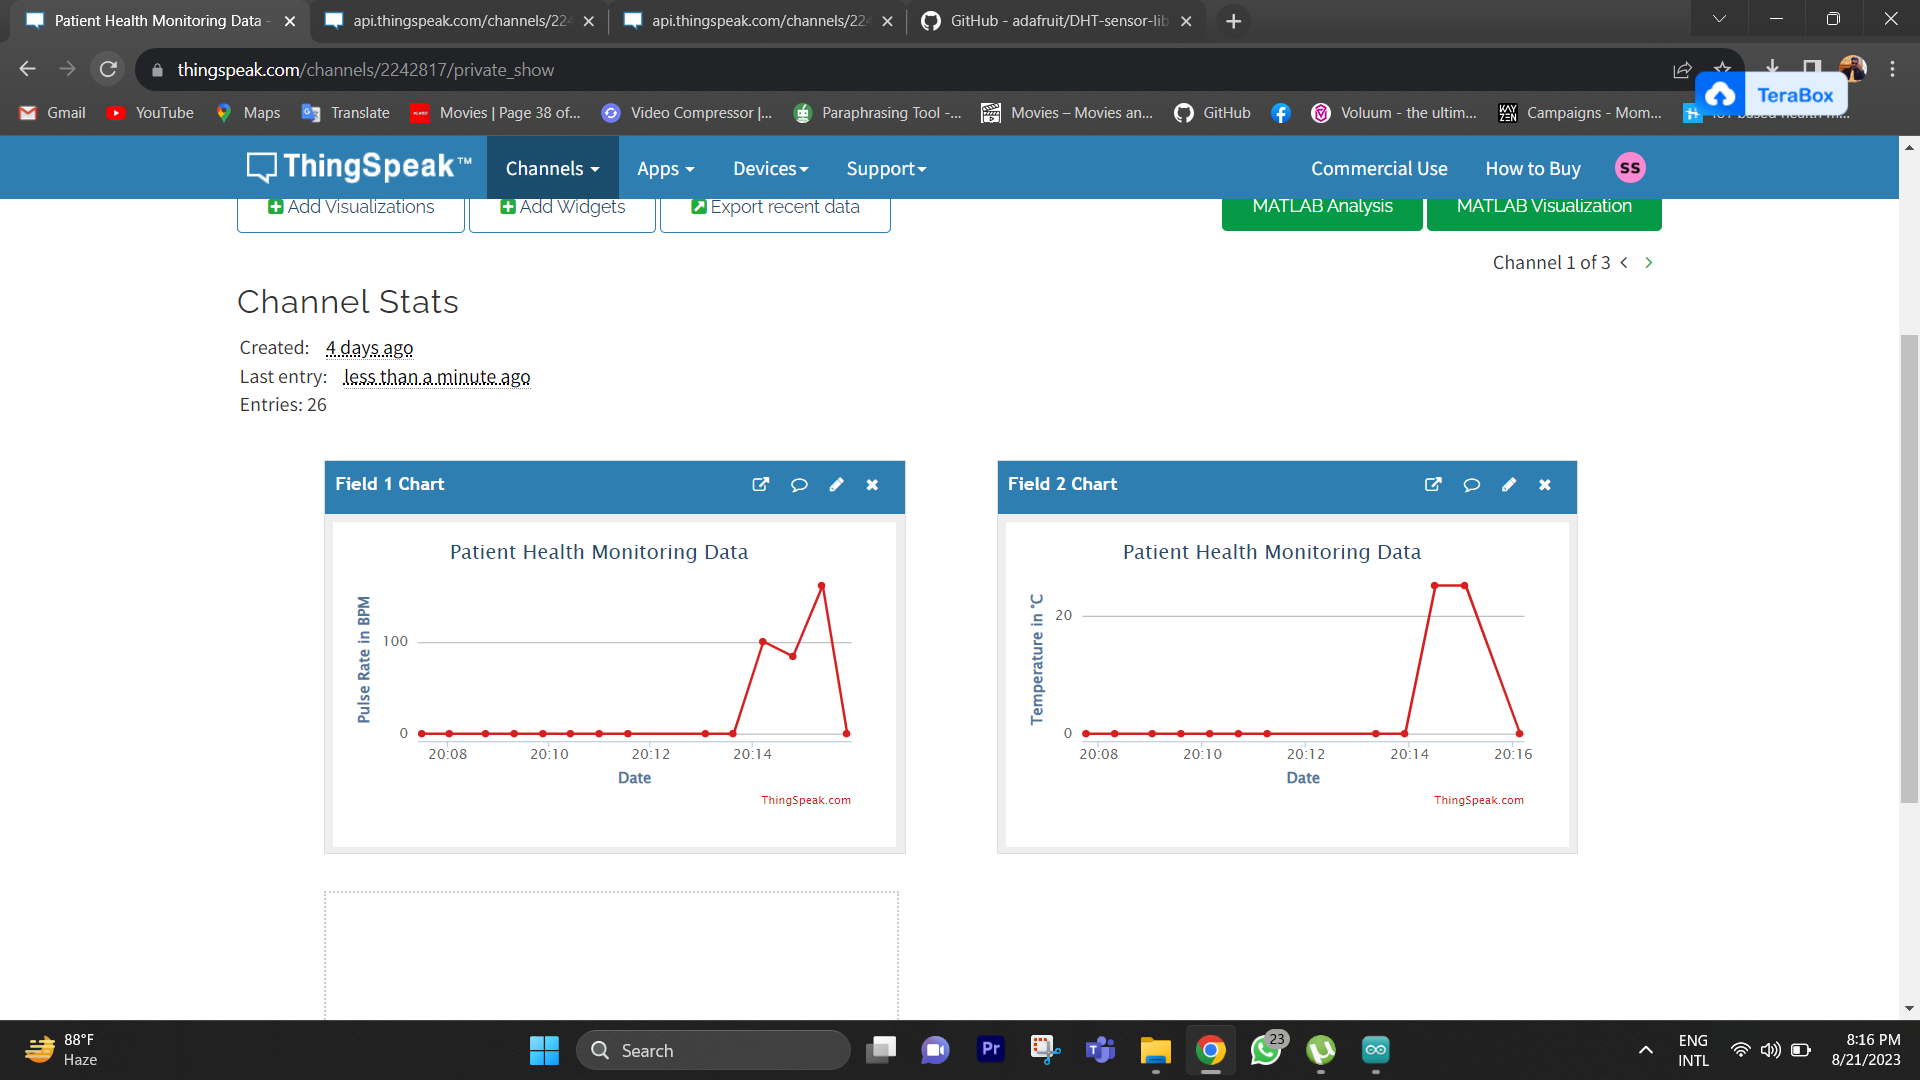 Patient Health Monitoring Data -
api.thingspeak.com/channels/224
api.thingspeak.com/channels/224
GitHub - adafruit/DHT-sensor-lib
thingspeak.com/channels/2242817/private_show
TeraBox
Gmail
YouTube
Maps
Translate
Movies | Page 38 of...
Video Compressor |...
Paraphrasing Tool -...
Movies – Movies an...
GitHub
Voluum - the ultim...
KAY ZEN
Campaigns - Mom...
ThingSpeak™
Channels
Apps
Devices
Support
Commercial Use
How to Buy
SS
Add Visualizations
Add Widgets
Export recent data
MATLAB Analysis
MATLAB Visualization
Channel 1 of 3 < >
Channel Stats
Created: 4 days ago
Last entry: less than a minute ago
Entries: 26
Field 1 Chart
Patient Health Monitoring Data
Pulse Rate in BPM
100
0
20:08 20:10 20:12 20:14
Date
ThingSpeak.com
Field 2 Chart
Patient Health Monitoring Data
Temperature in °C
20
0
20:08 20:10 20:12 20:14 20:16
Date
ThingSpeak.com
88°F
Haze
Search
Pr
23
ENG
INTL
8:16 PM
8/21/2023